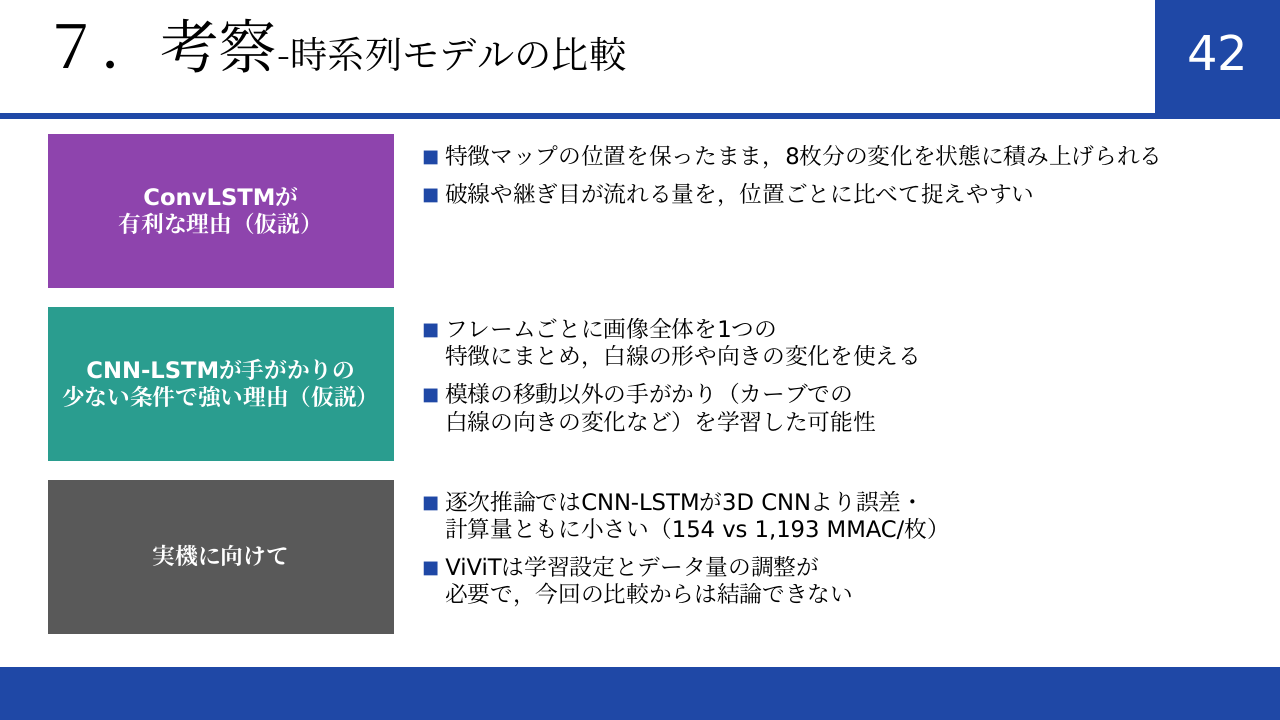 ７．考察-時系列モデルの比較
42
ConvLSTMが
有利な理由（仮説）
■特徴マップの位置を保ったまま，8枚分の変化を状態に積み上げられる
■破線や継ぎ目が流れる量を，位置ごとに比べて捉えやすい
CNN-LSTMが手がかりの
少ない条件で強い理由（仮説）
■フレームごとに画像全体を1つの
特徴にまとめ，白線の形や向きの変化を使える
■模様の移動以外の手がかり（カーブでの
白線の向きの変化など）を学習した可能性
実機に向けて
■逐次推論ではCNN-LSTMが3D CNNより誤差・
計算量ともに小さい（154 vs 1,193 MMAC/枚）
■ViViTは学習設定とデータ量の調整が
必要で，今回の比較からは結論できない